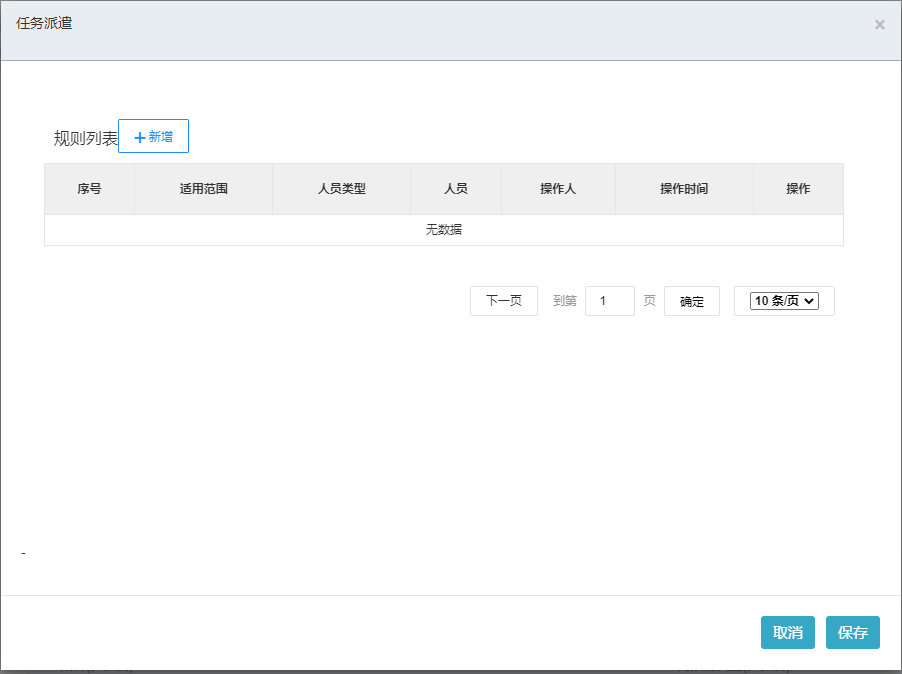 任务派遣 ×
规则列表 +新增
序号 适用范围 人员类型 人员 操作人 操作时间 操作
无数据
下一页 到第 1 页 确定 10 条/页
-
取消 保存